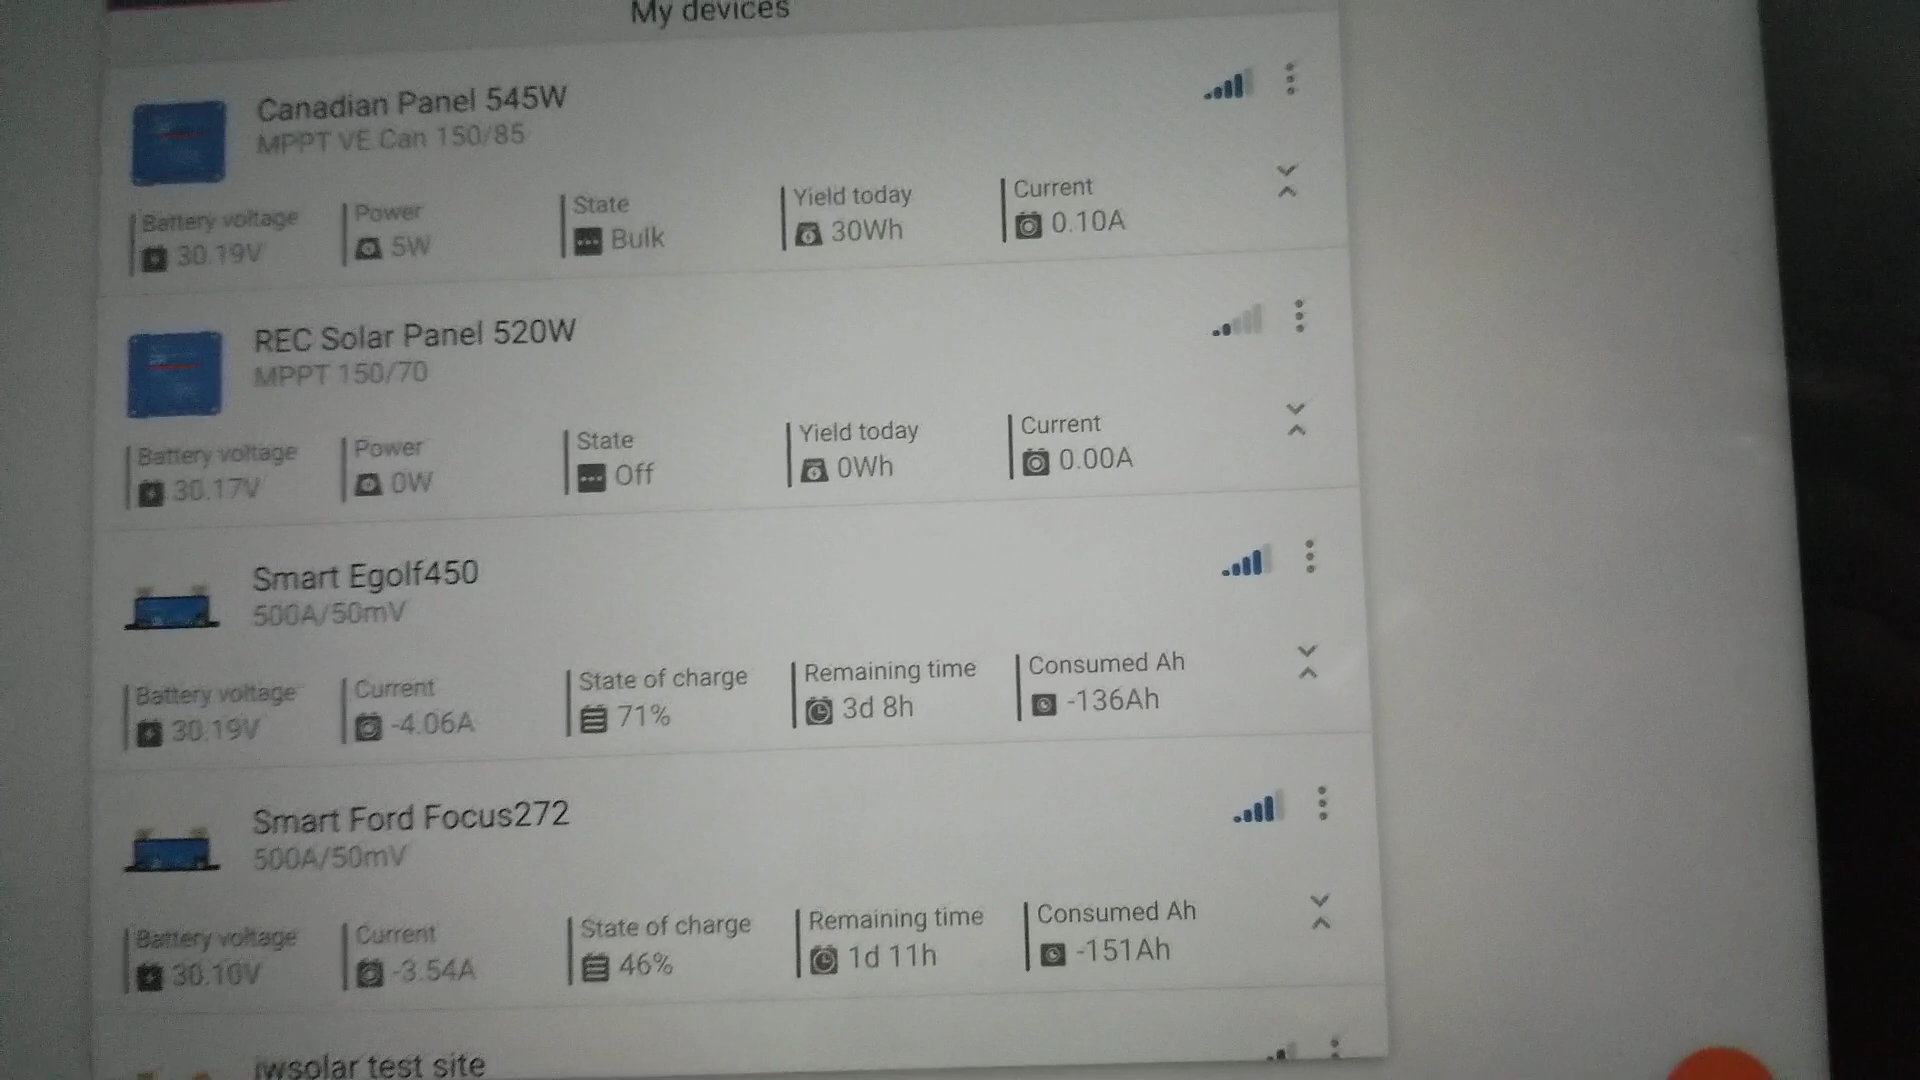 My devices
Canadian Panel 545W
MPPT VE Can 150/85
Battery voltage Power State Yield today Current
30.19V 5W Bulk 30Wh 0.10A
REC Solar Panel 520W
MPPT 150/70
Battery voltage Power State Yield today Current
30.17V 0W Off 0Wh 0.00A
Smart Egolf450
500A/50mV
Battery voltage Current State of charge Remaining time Consumed Ah
30.19V -4.06A 71% 3d 8h -136Ah
Smart Ford Focus272
500A/50mV
Battery voltage Current State of charge Remaining time Consumed Ah
30.10V -3.54A 46% 1d 11h -151Ah
iwsolar test site